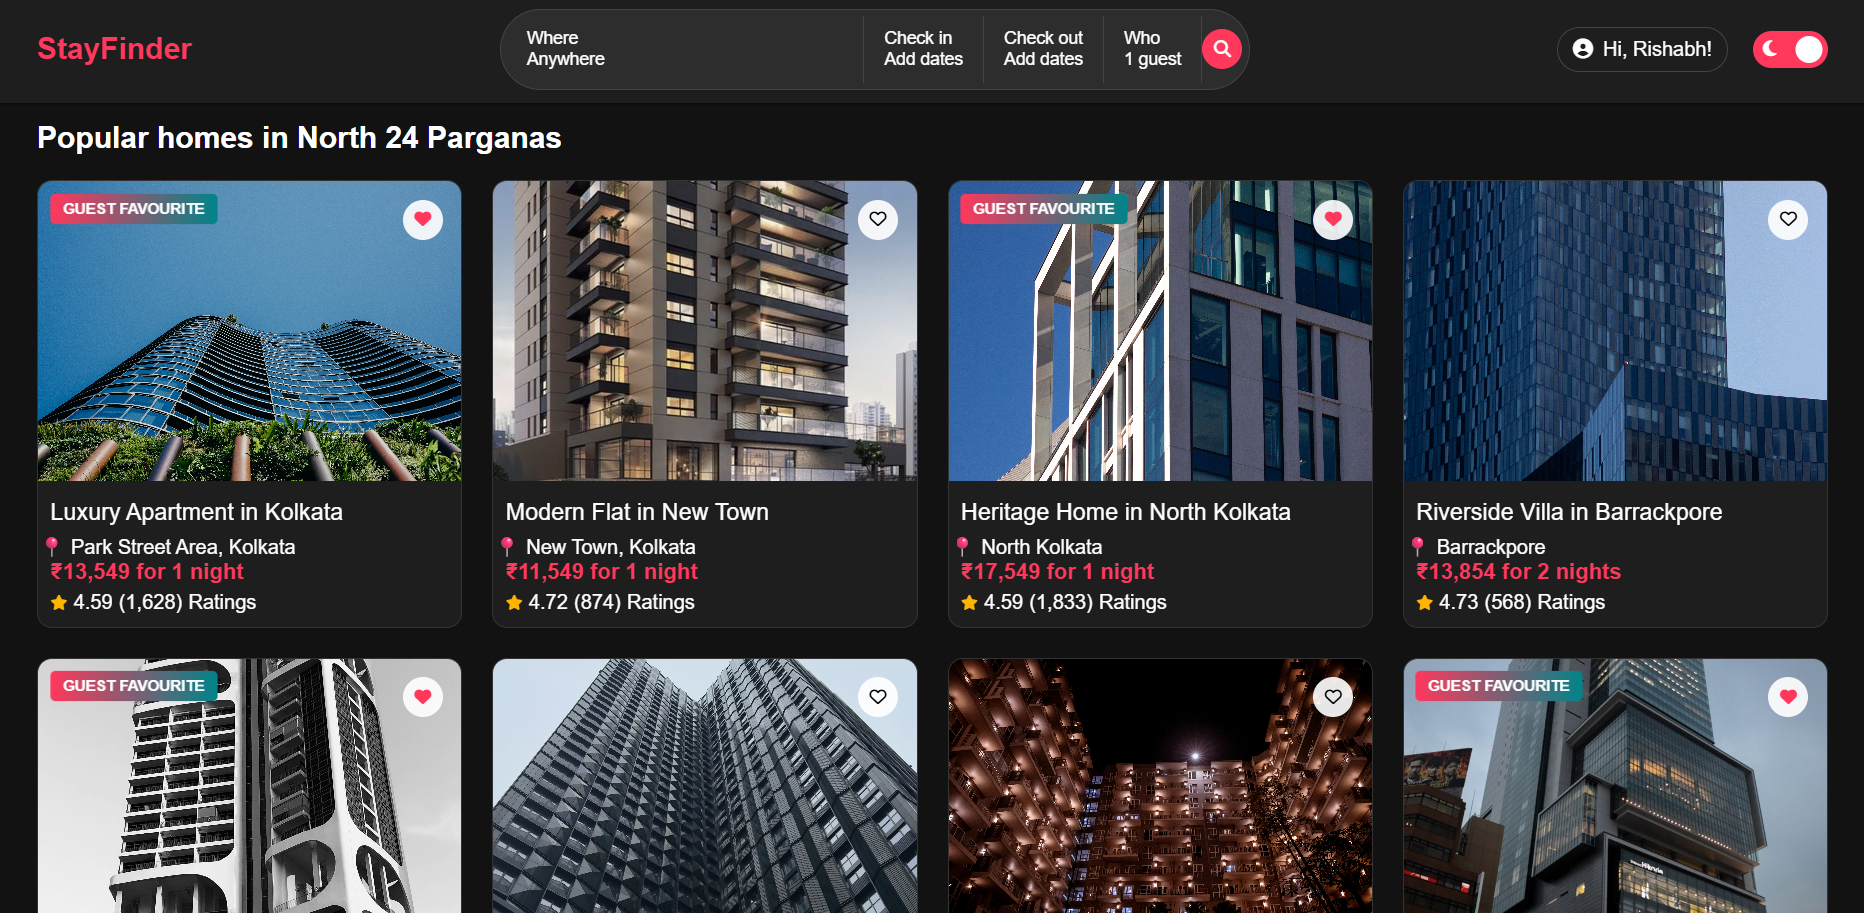 StayFinder
Where
Anywhere
Check in
Add dates
Check out
Add dates
Who
1 guest
Hi, Rishabh!
Popular homes in North 24 Parganas
GUEST FAVOURITE
Luxury Apartment in Kolkata
Park Street Area, Kolkata
₹13,549 for 1 night
4.59 (1,628) Ratings
Modern Flat in New Town
New Town, Kolkata
₹11,549 for 1 night
4.72 (874) Ratings
GUEST FAVOURITE
Heritage Home in North Kolkata
North Kolkata
₹17,549 for 1 night
4.59 (1,833) Ratings
Riverside Villa in Barrackpore
Barrackpore
₹13,854 for 2 nights
4.73 (568) Ratings
GUEST FAVOURITE
GUEST FAVOURITE